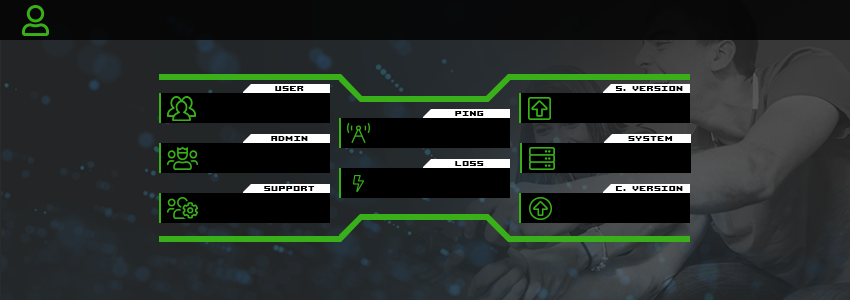 USER
ADMIN
SUPPORT
PING
LOSS
S. VERSION
SYSTEM
C. VERSION